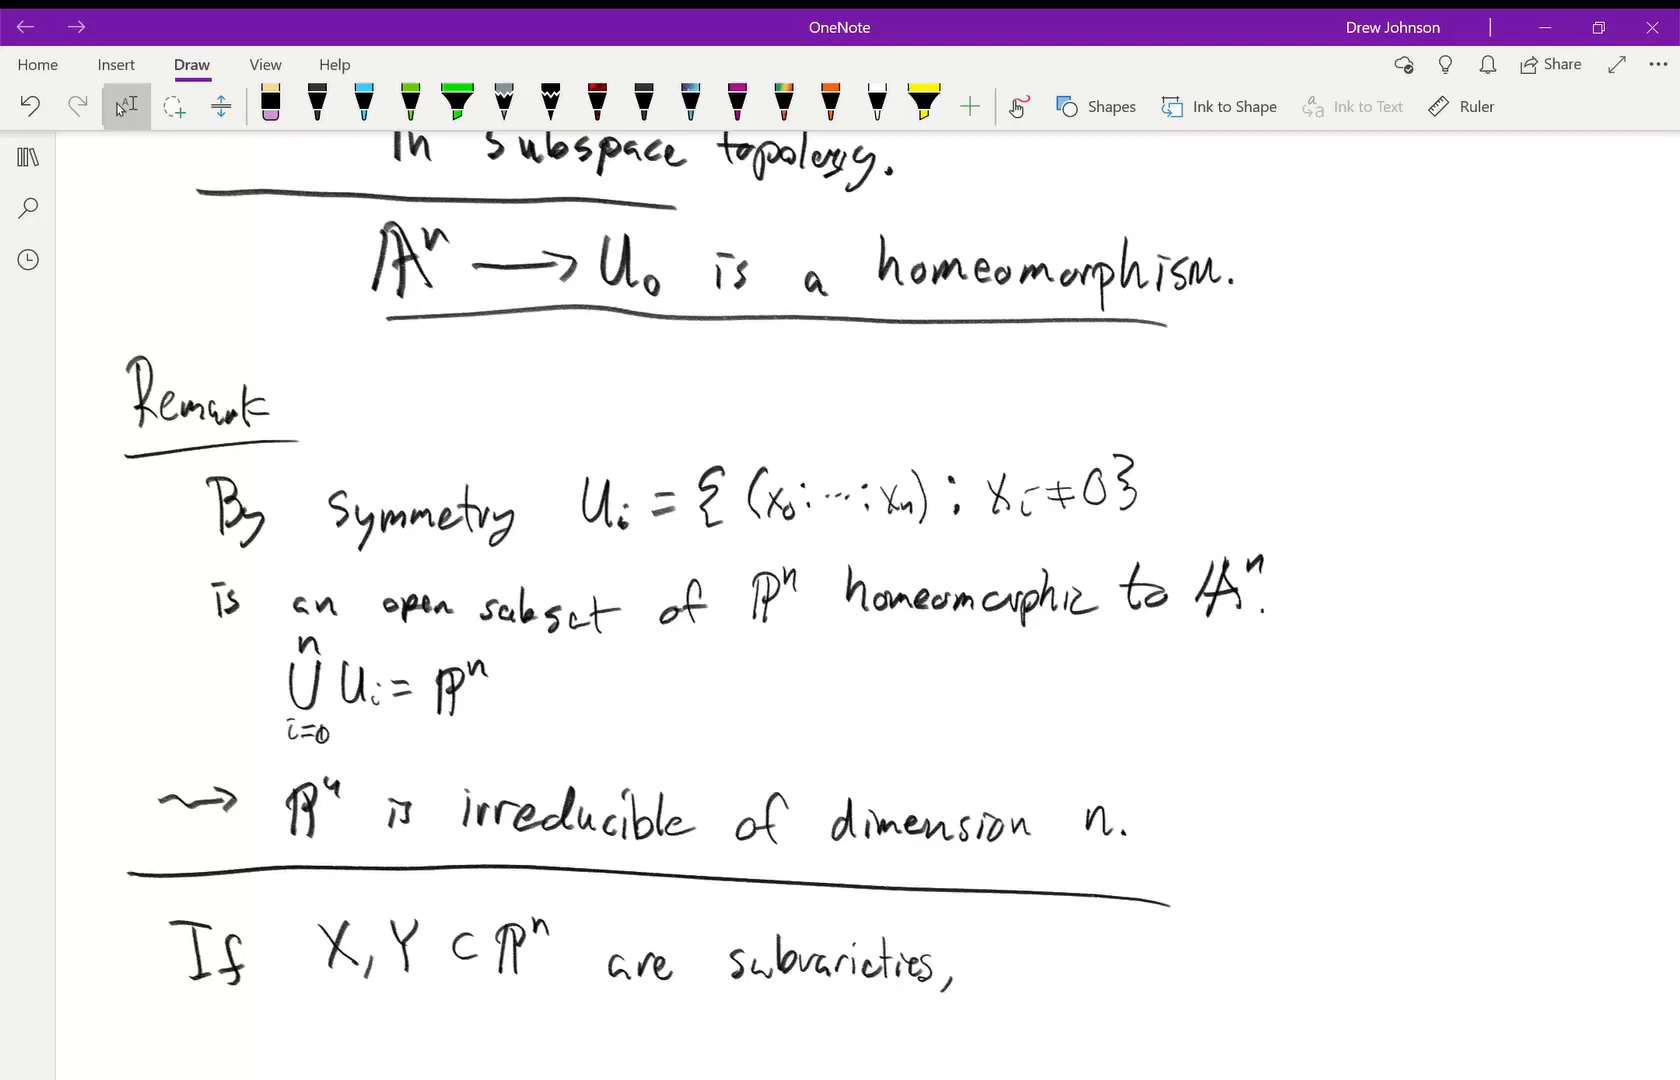 OneNote
Drew Johnson
Home Insert Draw View Help
Share
Shapes Ink to Shape Ink to Text Ruler
in subspace topology.
𝔸ⁿ ⟶ U₀ is a homeomorphism.
Remark
By symmetry Uᵢ = { (x₀ : ⋯ : xₙ) : xᵢ ≠ 0 }
is an open subset of ℙⁿ homeomorphic to 𝔸ⁿ.
n
⋃ Uᵢ = ℙⁿ
i=0
⇝ ℙⁿ is irreducible of dimension n.
If X, Y ⊂ ℙⁿ are subvarieties,